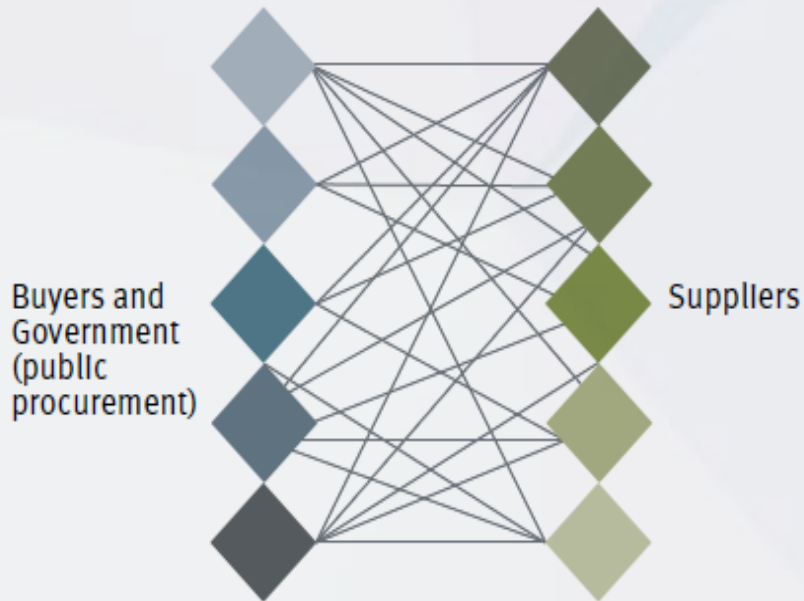 Buyers and
Government
(public
procurement)
Suppliers